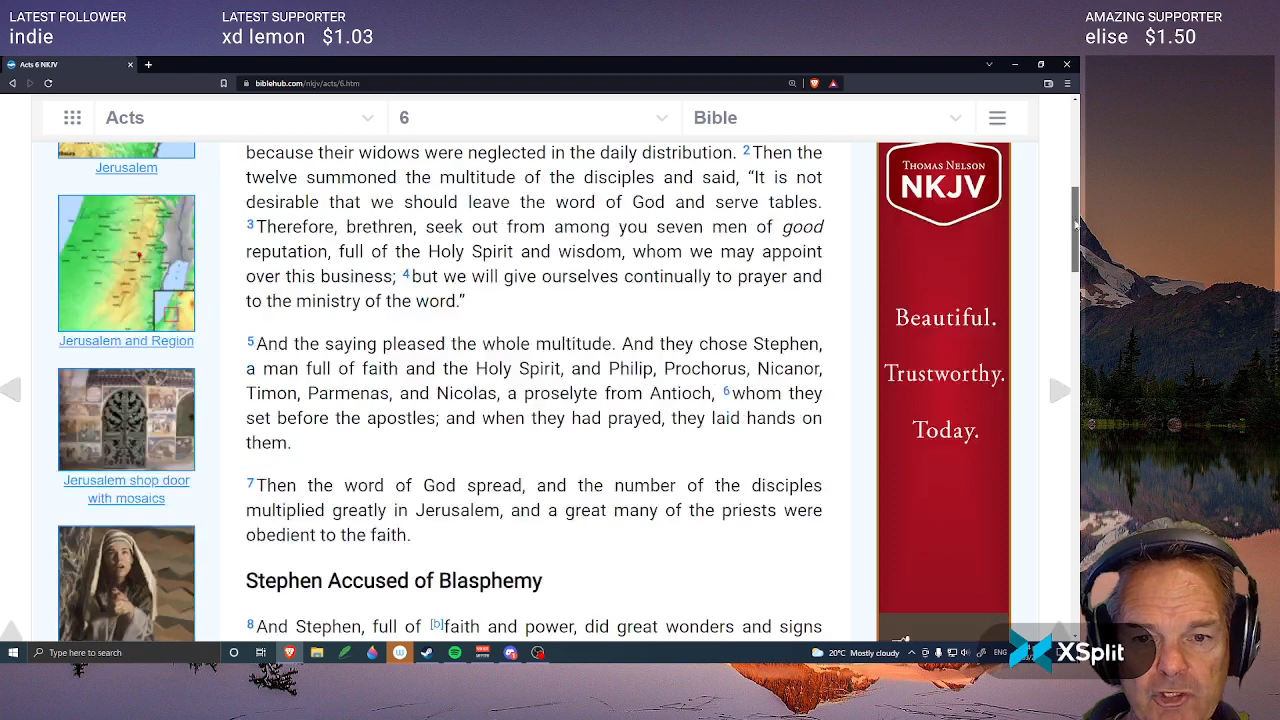 LATEST FOLLOWER
indie
LATEST SUPPORTER
xd lemon $1.03
AMAZING SUPPORTER
elise $1.50
Acts 6 NKJV
biblehub.com/nkjv/acts/6.htm
Acts
6
Bible
Jerusalem
Jerusalem and Region
Jerusalem shop door
with mosaics
because their widows were neglected in the daily distribution. 2 Then the
twelve summoned the multitude of the disciples and said, “It is not
desirable that we should leave the word of God and serve tables.
3 Therefore, brethren, seek out from among you seven men of good
reputation, full of the Holy Spirit and wisdom, whom we may appoint
over this business; 4 but we will give ourselves continually to prayer and
to the ministry of the word.”
5 And the saying pleased the whole multitude. And they chose Stephen,
a man full of faith and the Holy Spirit, and Philip, Prochorus, Nicanor,
Timon, Parmenas, and Nicolas, a proselyte from Antioch, 6 whom they
set before the apostles; and when they had prayed, they laid hands on
them.
7 Then the word of God spread, and the number of the disciples
multiplied greatly in Jerusalem, and a great many of the priests were
obedient to the faith.
Stephen Accused of Blasphemy
8 And Stephen, full of [b]faith and power, did great wonders and signs
THOMAS NELSON
NKJV
Beautiful.
Trustworthy.
Today.
Type here to search
20°C Mostly cloudy
ENG
XSplit